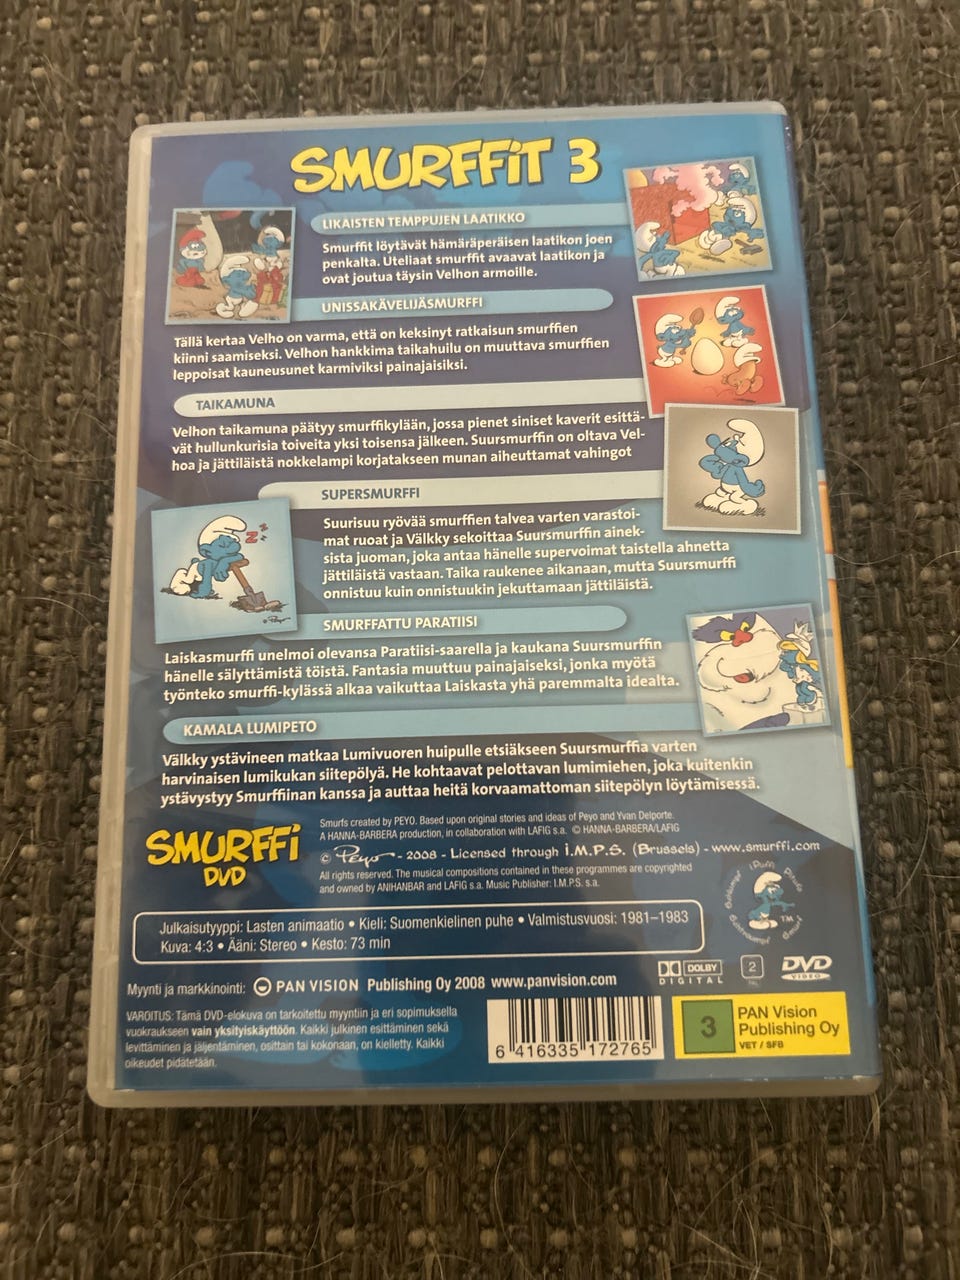 SMURFFiT 3
LIKAISTEN TEMPPUJEN LAATIKKO
Smurffit löytävät hämäräperäisen laatikon joen
penkalta. Uteliaat smurffit avaavat laatikon ja
ovat joutua täysin Velhon armoille.
UNISSAKÄVELIJÄSMURFFI
Tällä kertaa Velho on varma, että on keksinyt ratkaisun smurffien
kiinni saamiseksi. Velhon hankkima taikahuilu on muuttava smurffien
leppoisat kauneusunet karmiviksi painajaisiksi.
TAIKAMUNA
Velhon taikamuna päätyy smurffikylään, jossa pienet siniset kaverit esittä-
vät hullunkurisia toiveita yksi toisensa jälkeen. Suursmurffin on oltava Vel-
hoa ja jättiläistä nokkelampi korjatakseen munan aiheuttamat vahingot
SUPERSMURFFI
Suurisuu ryövää smurffien talvea varten varastoi-
mat ruoat ja Välkky sekoittaa Suursmurffin ainek-
sista juoman, joka antaa hänelle supervoimat taistella ahnetta
jättiläistä vastaan. Taika raukenee aikanaan, mutta Suursmurffi
onnistuu kuin onnistuukin jekuttamaan jättiläistä.
Z Z Z
© Peyo
SMURFFATTU PARATIISI
Laiskasmurffi unelmoi olevansa Paratiisi-saarella ja kaukana Suursmurffin
hänelle sälyttämistä töistä. Fantasia muuttuu painajaiseksi, jonka myötä
työnteko smurffi-kylässä alkaa vaikuttaa Laiskasta yhä paremmalta idealta.
KAMALA LUMIPETO
Välkky ystävineen matkaa Lumivuoren huipulle etsiäkseen Suursmurffia varten
harvinaisen lumikukan siitepölyä. He kohtaavat pelottavan lumimiehen, joka kuitenkin
ystävystyy Smurffiinan kanssa ja auttaa heitä korvaamattoman siitepölyn löytämisessä.
SMURFFi
DVD
Smurfs created by PEYO. Based upon original stories and ideas of Peyo and Yvan Delporte.
A HANNA-BARBERA production, in collaboration with LAFIG s.a. © HANNA-BARBERA/LAFIG
© Peyo - 2008 - Licensed through I.M.P.S. (Brussels) - www.smurffi.com
All rights reserved. The musical compositions contained in these programmes are copyrighted
and owned by ANIHANBAR and LAFIG s.a. Music Publisher: I.M.P.S. s.a.
Smurf
TM
Julkaisutyyppi: Lasten animaatio • Kieli: Suomenkielinen puhe • Valmistusvuosi: 1981–1983
Kuva: 4:3 • Ääni: Stereo • Kesto: 73 min
Myynti ja markkinointi: PAN VISION Publishing Oy 2008 www.panvision.com
DOLBY
DIGITAL
2
PAL
DVD
VIDEO
VAROITUS: Tämä DVD-elokuva on tarkoitettu myyntiin ja eri sopimuksella
vuokraukseen vain yksityiskäyttöön. Kaikki julkinen esittäminen sekä
levittäminen ja jäljentäminen, osittain tai kokonaan, on kielletty. Kaikki
oikeudet pidätetään.
6 416335 172765
3
PAN Vision
Publishing Oy
VET / SFB